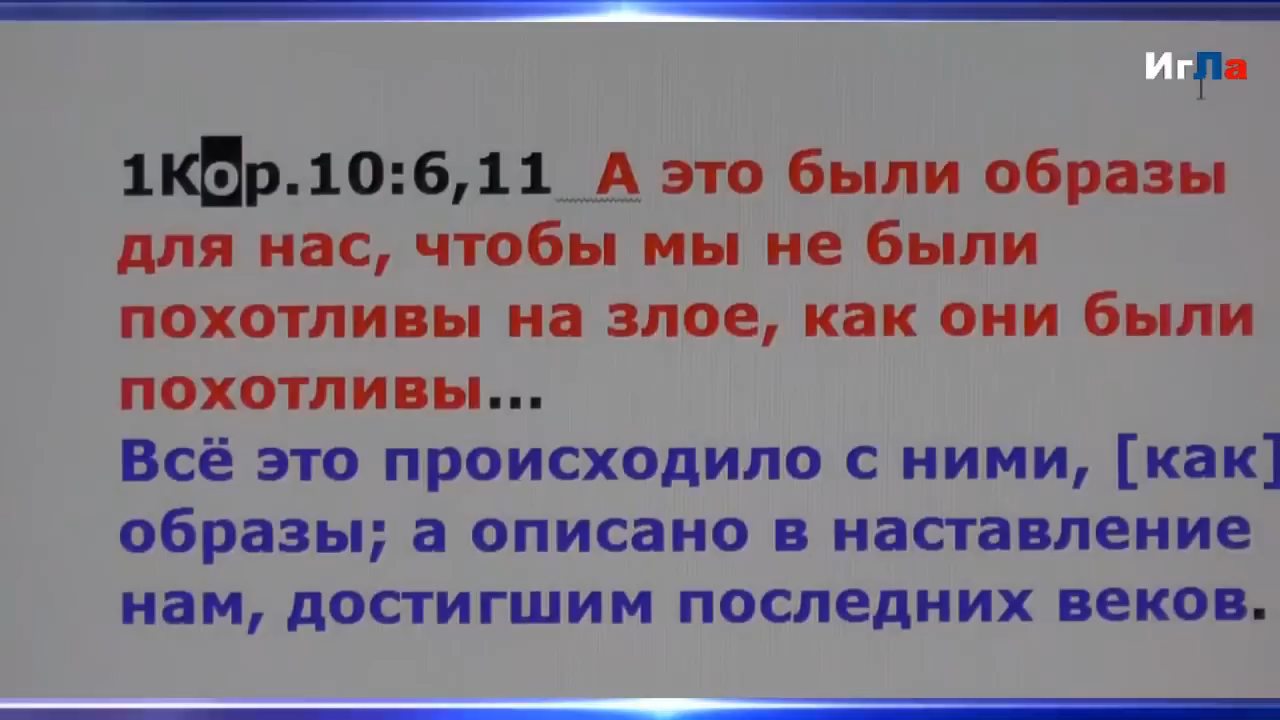 ИгЛа
1Кор.10:6,11 А это были образы
для нас, чтобы мы не были
похотливы на злое, как они были
похотливы...
Всё это происходило с ними, [как]
образы; а описано в наставление
нам, достигшим последних веков.